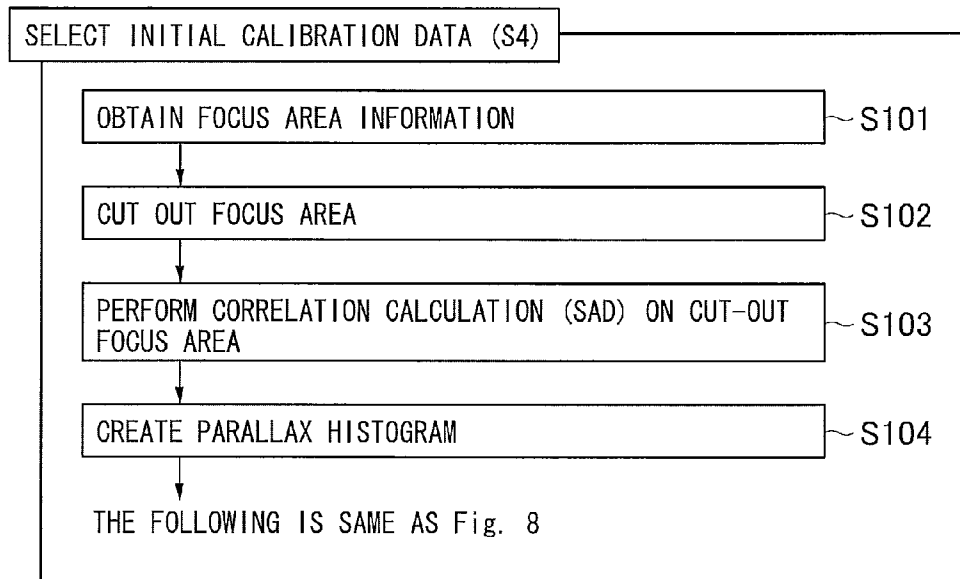 SELECT INITIAL CALIBRATION DATA (S4)
OBTAIN FOCUS AREA INFORMATION
S101
CUT OUT FOCUS AREA
S102
PERFORM CORRELATION CALCULATION (SAD) ON CUT-OUT
FOCUS AREA
S103
CREATE PARALLAX HISTOGRAM
S104
THE FOLLOWING IS SAME AS Fig. 8